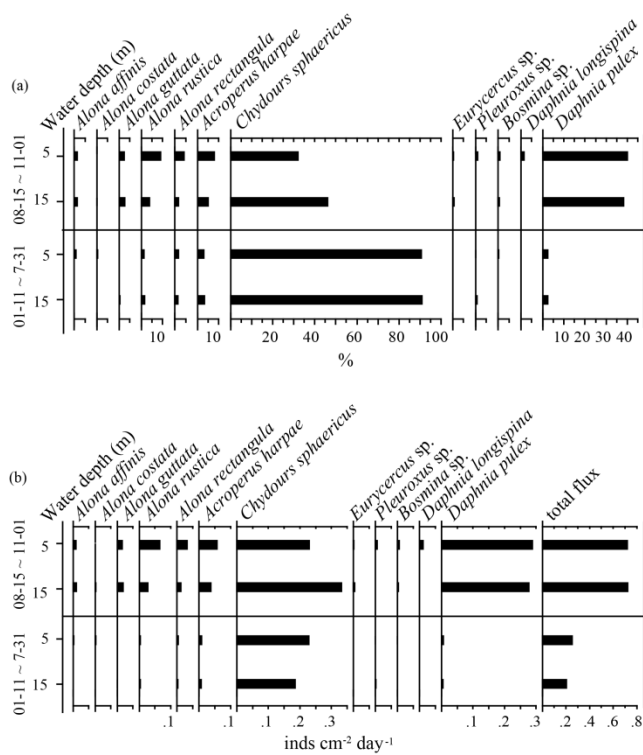 (a)
Water depth (m)
Alona affinis
Alona costata
Alona guttata
Alona rustica
Alona rectangula
Acroperus harpae
Chydours sphaericus
Eurycercus sp.
Pleuroxus sp.
Bosmina sp.
Daphnia longispina
Daphnia pulex
08-15 ~ 11-01
5
15
01-11 ~ 7-31
5
15
10 10 20 40 60 80 100 10 20 30 40
%
(b)
Water depth (m)
Alona affinis
Alona costata
Alona guttata
Alona rustica
Alona rectangula
Acroperus harpae
Chydours sphaericus
Eurycercus sp.
Pleuroxus sp.
Bosmina sp.
Daphnia longispina
Daphnia pulex
total flux
08-15 ~ 11-01
5
15
01-11 ~ 7-31
5
15
.1 .1 .1 .2 .3 .1 .2 .3 .2 .4 .6 .8
inds cm-2 day-1